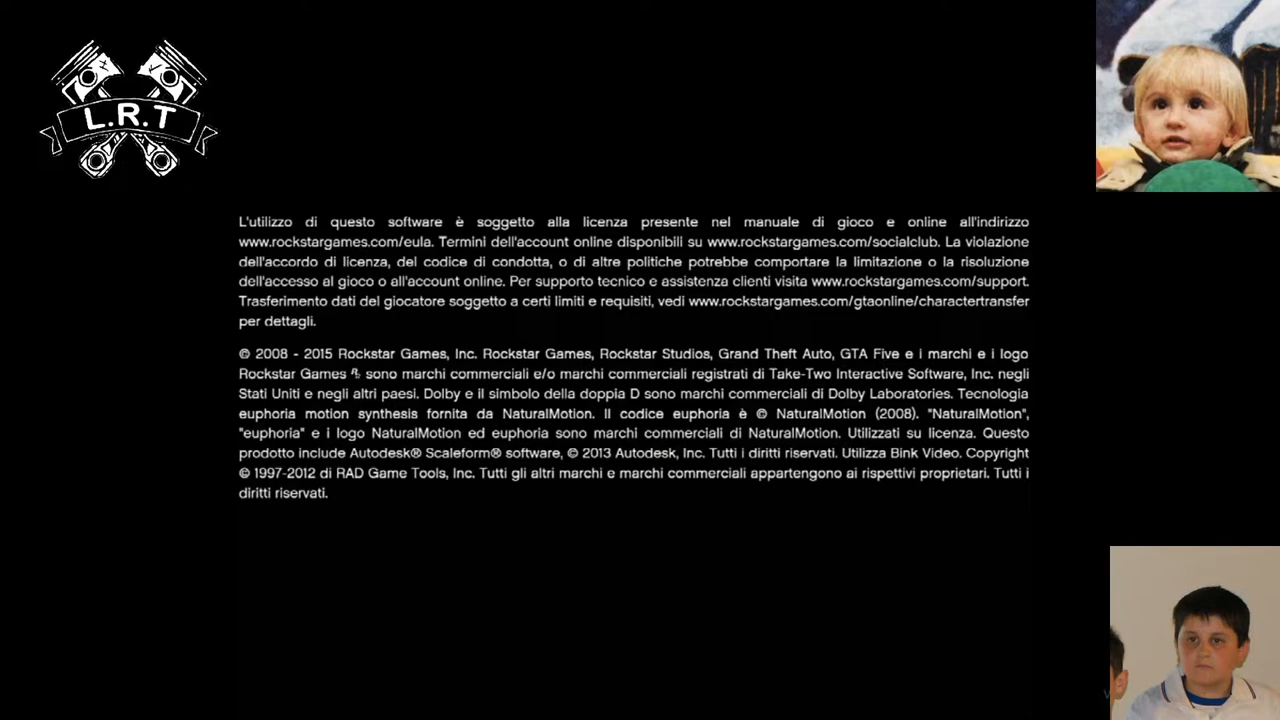 L.R.T
L'utilizzo di questo software è soggetto alla licenza presente nel manuale di gioco e online all'indirizzo
www.rockstargames.com/eula. Termini dell'account online disponibili su www.rockstargames.com/socialclub. La violazione
dell'accordo di licenza, del codice di condotta, o di altre politiche potrebbe comportare la limitazione o la risoluzione
dell'accesso al gioco o all'account online. Per supporto tecnico e assistenza clienti visita www.rockstargames.com/support.
Trasferimento dati del giocatore soggetto a certi limiti e requisiti, vedi www.rockstargames.com/gtaonline/charactertransfer
per dettagli.
© 2008 - 2015 Rockstar Games, Inc. Rockstar Games, Rockstar Studios, Grand Theft Auto, GTA Five e i marchi e i logo
Rockstar Games sono marchi commerciali e/o marchi commerciali registrati di Take-Two Interactive Software, Inc. negli
Stati Uniti e negli altri paesi. Dolby e il simbolo della doppia D sono marchi commerciali di Dolby Laboratories. Tecnologia
euphoria motion synthesis fornita da NaturalMotion. Il codice euphoria è © NaturalMotion (2008). "NaturalMotion",
"euphoria" e i logo NaturalMotion ed euphoria sono marchi commerciali di NaturalMotion. Utilizzati su licenza. Questo
prodotto include Autodesk® Scaleform® software, © 2013 Autodesk, Inc. Tutti i diritti riservati. Utilizza Bink Video. Copyright
© 1997-2012 di RAD Game Tools, Inc. Tutti gli altri marchi e marchi commerciali appartengono ai rispettivi proprietari. Tutti i
diritti riservati.